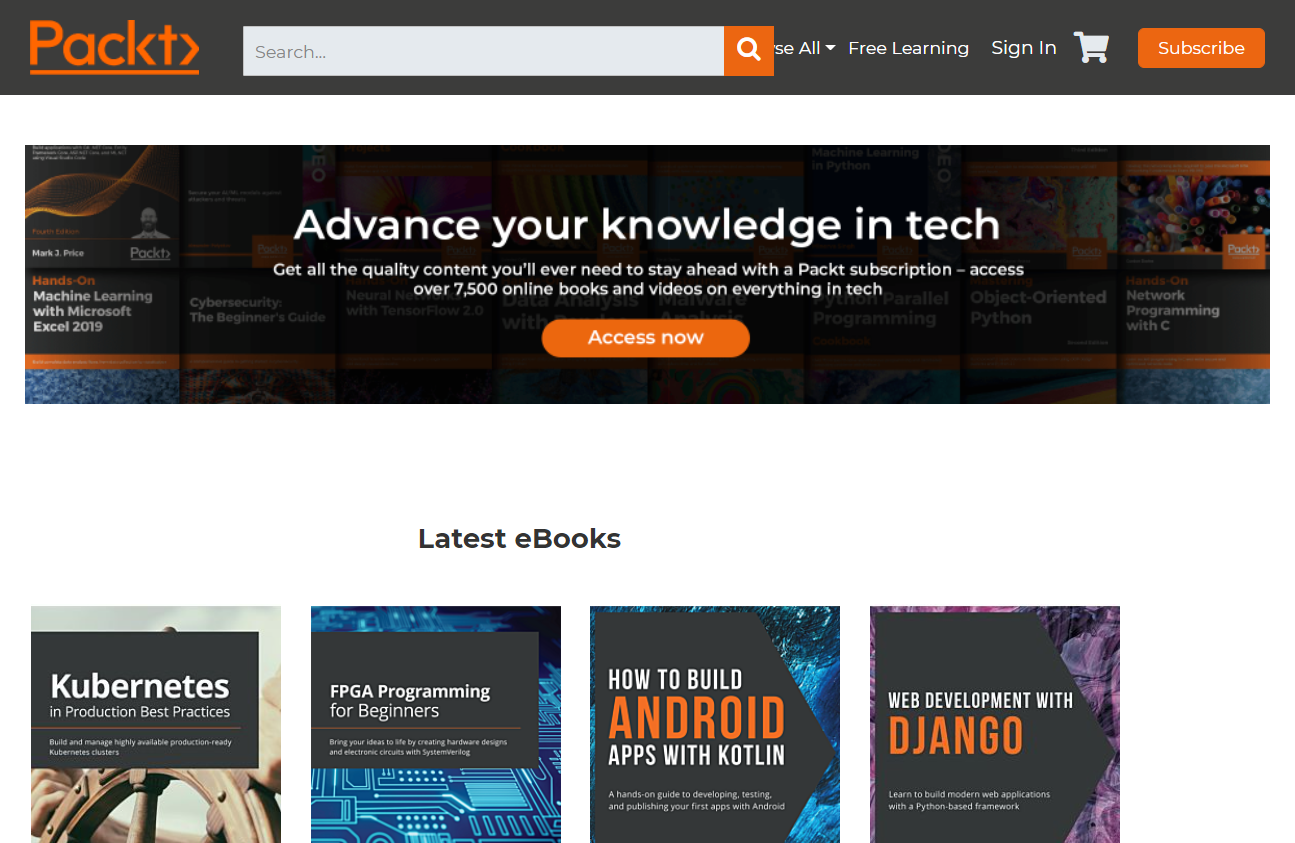 Packt>
Search...
se All
Free Learning
Sign In
Subscribe
Advance your knowledge in tech
Get all the quality content you'll ever need to stay ahead with a Packt subscription – access
over 7,500 online books and videos on everything in tech
Access now
Fourth Edition
Mark J. Price
Packt>
Hands-On
Machine Learning
with Microsoft
Excel 2019
Cybersecurity:
The Beginner's Guide
Neural Networks
with TensorFlow 2.0
Data Analysis
Malware
Analysis
Machine Learning
in Python
Python Parallel
Programming
Cookbook
Mastering
Object-Oriented
Python
Packt>
Hands-On
Network
Programming
with C
Latest eBooks
Kubernetes
in Production Best Practices
Build and manage highly available production-ready
Kubernetes clusters
FPGA Programming
for Beginners
Bring your ideas to life by creating hardware designs
and electronic circuits with SystemVerilog
HOW TO BUILD
ANDROID
APPS WITH KOTLIN
A hands-on guide to developing, testing,
and publishing your first apps with Android
WEB DEVELOPMENT WITH
DJANGO
Learn to build modern web applications
with a Python-based framework